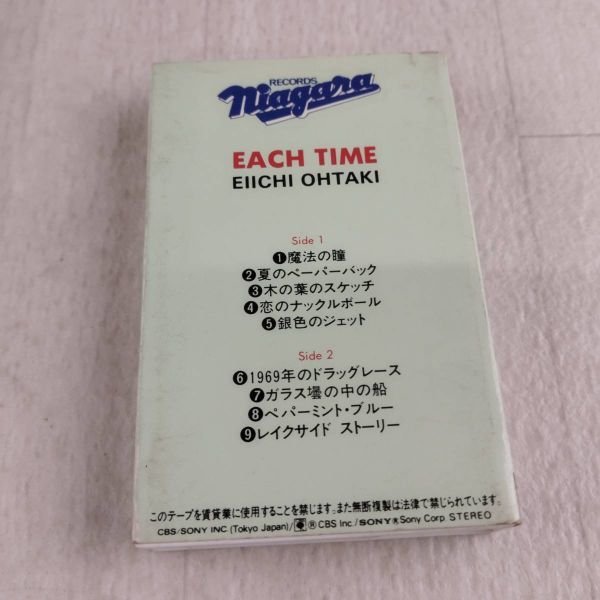 RECORDS
Niagara
EACH TIME
EIICHI OHTAKI
Side 1
❶魔法の瞳
❷夏のペーパーバック
❸木の葉のスケッチ
❹恋のナックルボール
❺銀色のジェット
Side 2
❻1969年のドラッグレース
❼ガラス壜の中の船
❽ペパーミント・ブルー
❾レイクサイド ストーリー
このテープを賃貸業に使用することを禁じます。また無断複製は法律で禁じられています。
CBS/SONY INC (Tokyo Japan)/ ℗ CBS Inc./SONY ® Sony Corp STEREO